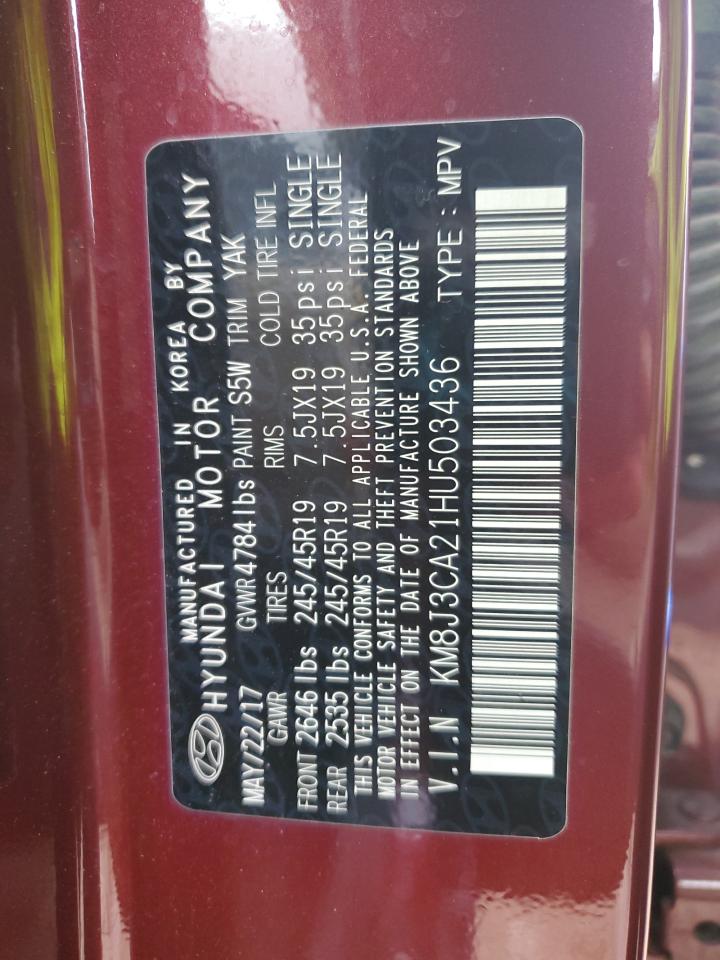 MANUFACTURED IN KOREA BY
HYUNDAI MOTOR COMPANY
MAY/22/17 GVWR 4784 lbs PAINT S5W TRIM YAK
GAWR TIRES RIMS COLD TIRE INFL
FRONT 2646 lbs 245/45R19 7.5JX19 35psi SINGLE
REAR 2535 lbs 245/45R19 7.5JX19 35psi SINGLE
THIS VEHICLE CONFORMS TO ALL APPLICABLE U.S.A. FEDERAL
MOTOR VEHICLE SAFETY AND THEFT PREVENTION STANDARDS
IN EFFECT ON THE DATE OF MANUFACTURE SHOWN ABOVE
V.I.N KM8J3CA21HU503436 TYPE : MPV